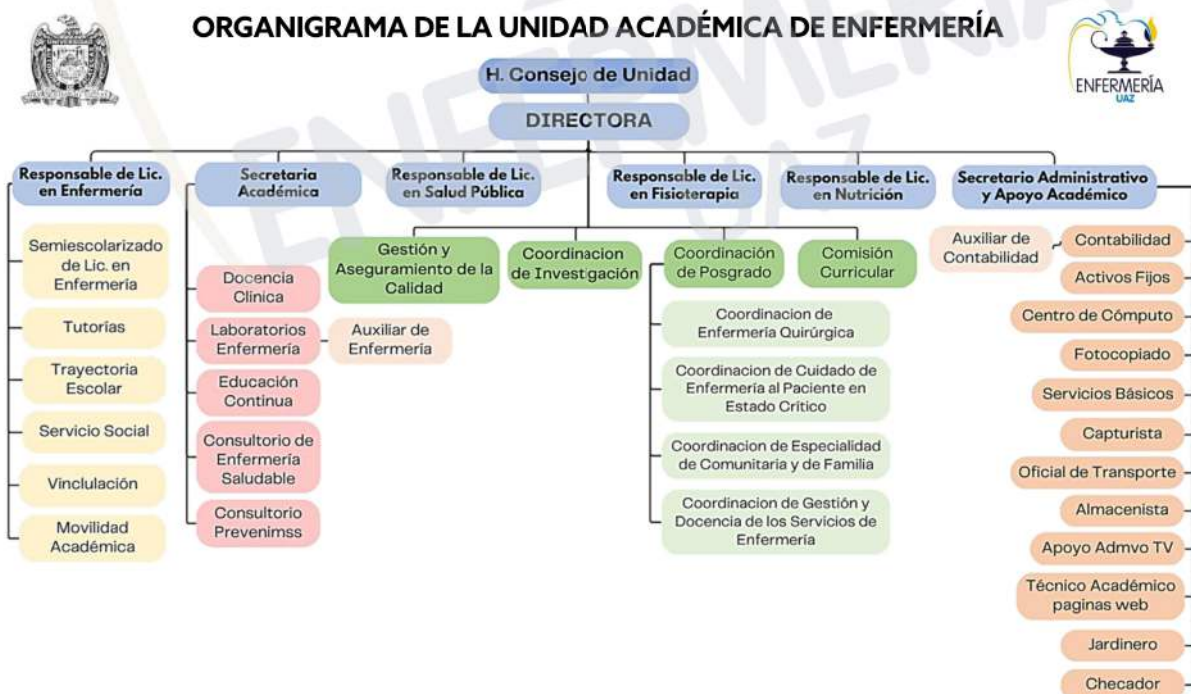 ORGANIGRAMA DE LA UNIDAD ACADÉMICA DE ENFERMERÍA
ENFERMERÍA
UAZ
ENFERMERÍA
UAZ
H. Consejo de Unidad
DIRECTORA
Responsable de Lic.
en Enfermería
Secretaria
Académica
Responsable de Lic.
en Salud Pública
Responsable de Lic.
en Fisioterapia
Responsable de Lic.
en Nutrición
Secretario Administrativo
y Apoyo Académico
Semiescolarizado
de Lic. en
Enfermería
Tutorías
Trayectoria
Escolar
Servicio Social
Vinclulación
Movilidad
Académica
Docencia
Clínica
Laboratorios
Enfermería
Auxiliar de
Enfermería
Educación
Continua
Consultorio de
Enfermería
Saludable
Consultorio
Prevenimss
Gestión y
Aseguramiento de la
Calidad
Coordinacion
de Investigación
Coordinación
de Posgrado
Comisión
Curricular
Coordinacion de
Enfermería Quirúrgica
Coordinacion de Cuidado de
Enfermería al Paciente en
Estado Crítico
Coordinacion de Especialidad
de Comunitaria y de Familia
Coordinacion de Gestión y
Docencia de los Servicios de
Enfermería
Auxiliar de
Contabilidad
Contabilidad
Activos Fijos
Centro de Cómputo
Fotocopiado
Servicios Básicos
Capturista
Oficial de Transporte
Almacenista
Apoyo Admvo TV
Técnico Académico
paginas web
Jardinero
Checador